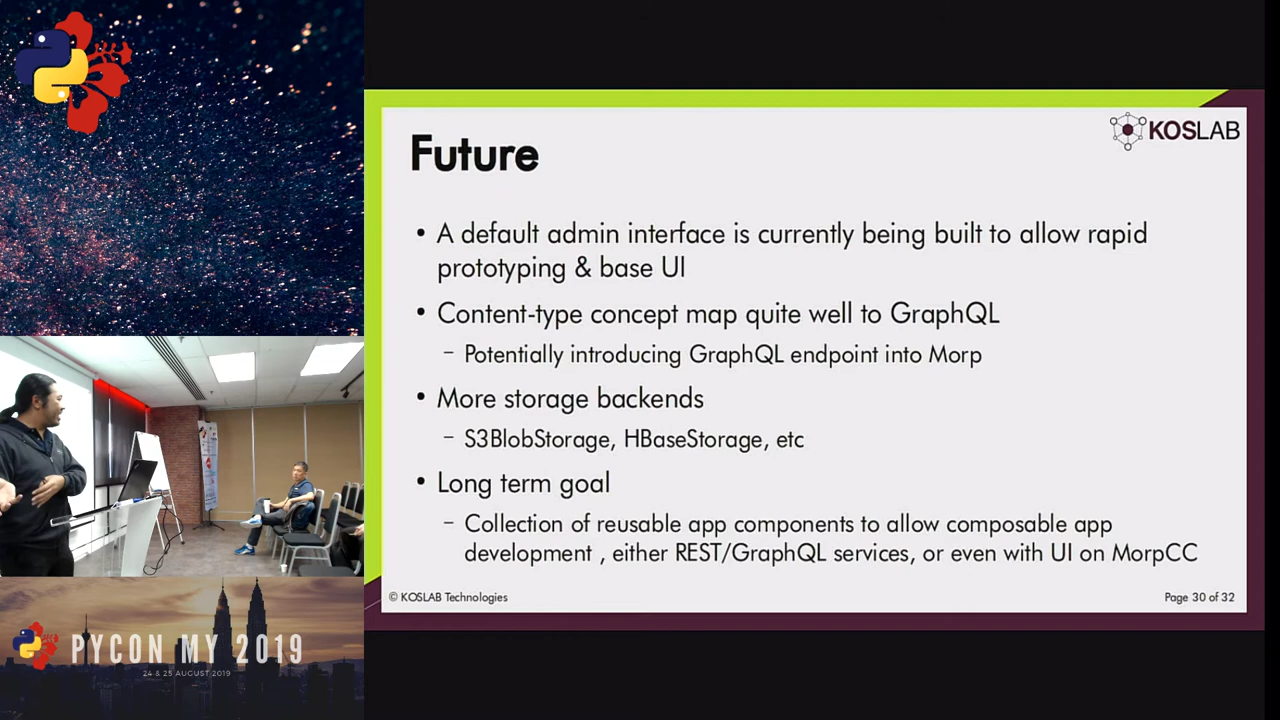 KOSLAB
Future
• A default admin interface is currently being built to allow rapid
prototyping & base UI
• Content-type concept map quite well to GraphQL
– Potentially introducing GraphQL endpoint into Morp
• More storage backends
– S3BlobStorage, HBaseStorage, etc
• Long term goal
– Collection of reusable app components to allow composable app
development , either REST/GraphQL services, or even with UI on MorpCC
© KOSLAB Technologies
Page 30 of 32
PYCON MY 2019
24 & 25 AUGUST 2019